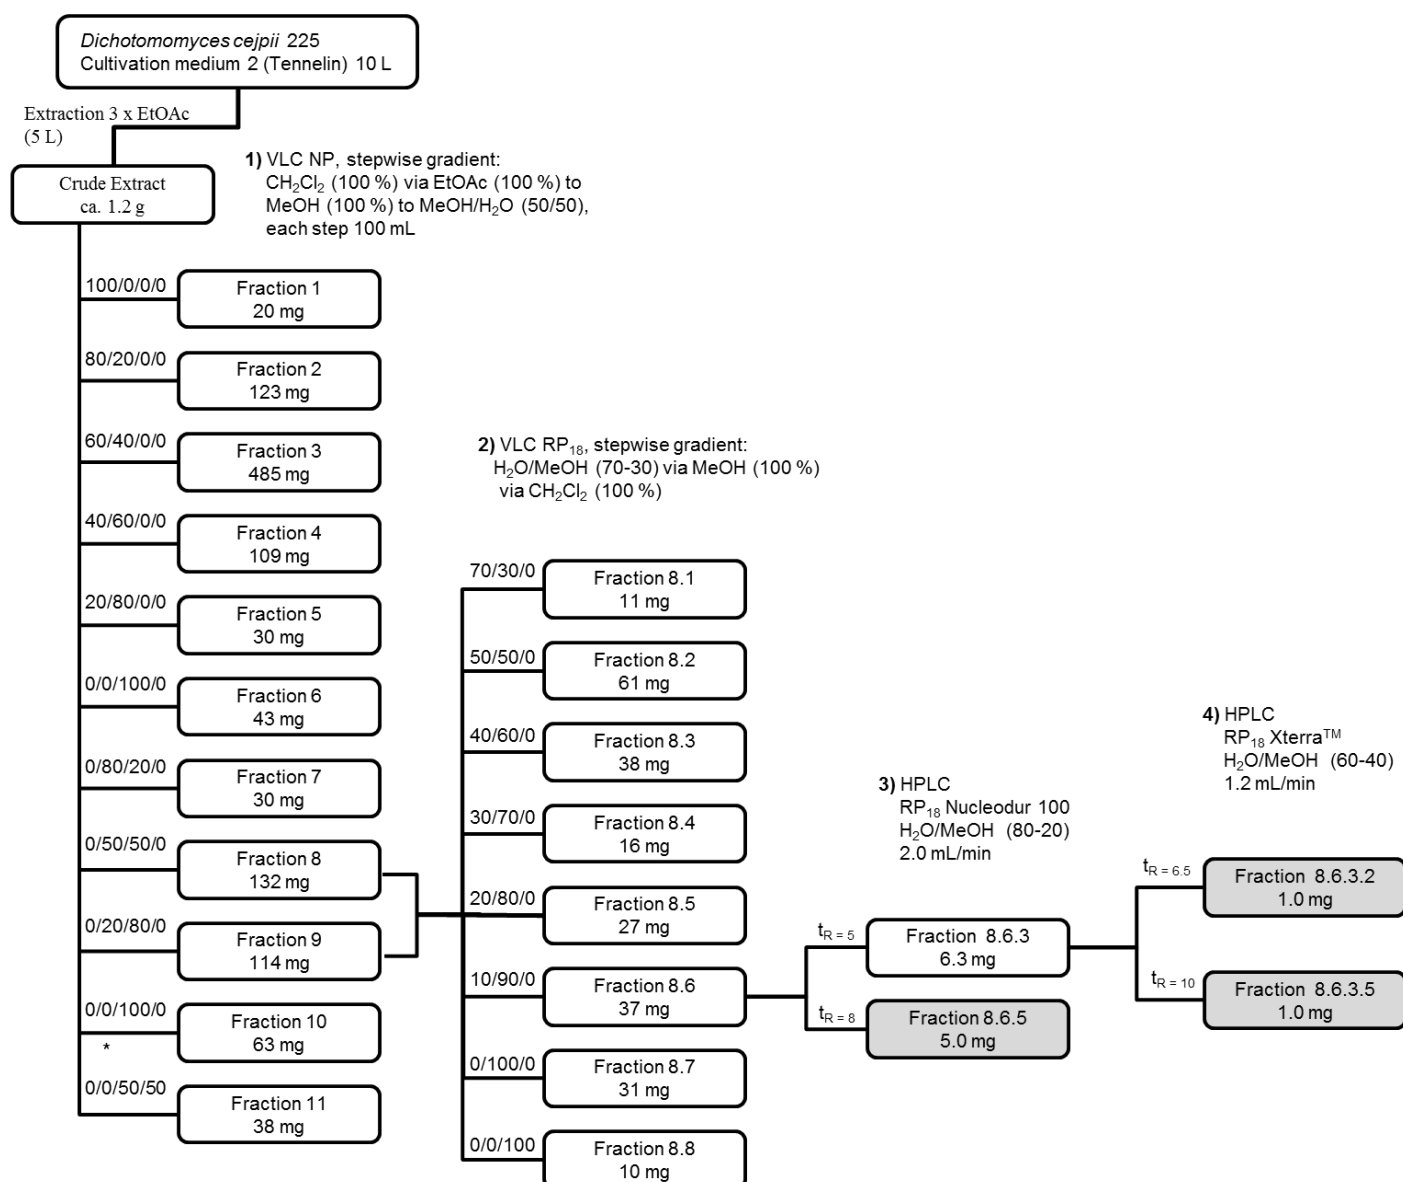 Dichotomomyces cejpii 225
Cultivation medium 2 (Tennelin) 10 L
Extraction 3 x EtOAc
(5 L)
Crude Extract
ca. 1.2 g
1) VLC NP, stepwise gradient:
CH₂Cl₂ (100 %) via EtOAc (100 %) to
MeOH (100 %) to MeOH/H₂O (50/50),
each step 100 mL
100/0/0/0
Fraction 1
20 mg
80/20/0/0
Fraction 2
123 mg
60/40/0/0
Fraction 3
485 mg
40/60/0/0
Fraction 4
109 mg
20/80/0/0
Fraction 5
30 mg
0/0/100/0
Fraction 6
43 mg
0/80/20/0
Fraction 7
30 mg
0/50/50/0
Fraction 8
132 mg
0/20/80/0
Fraction 9
114 mg
0/0/100/0
*
Fraction 10
63 mg
0/0/50/50
Fraction 11
38 mg
2) VLC RP₁₈, stepwise gradient:
H₂O/MeOH (70-30) via MeOH (100 %)
via CH₂Cl₂ (100 %)
70/30/0
Fraction 8.1
11 mg
50/50/0
Fraction 8.2
61 mg
40/60/0
Fraction 8.3
38 mg
30/70/0
Fraction 8.4
16 mg
20/80/0
Fraction 8.5
27 mg
10/90/0
Fraction 8.6
37 mg
0/100/0
Fraction 8.7
31 mg
0/0/100
Fraction 8.8
10 mg
3) HPLC
RP₁₈ Nucleodur 100
H₂O/MeOH (80-20)
2.0 mL/min
tR = 5
Fraction 8.6.3
6.3 mg
tR = 8
Fraction 8.6.5
5.0 mg
4) HPLC
RP₁₈ Xterra™
H₂O/MeOH (60-40)
1.2 mL/min
tR = 6.5
Fraction 8.6.3.2
1.0 mg
tR = 10
Fraction 8.6.3.5
1.0 mg